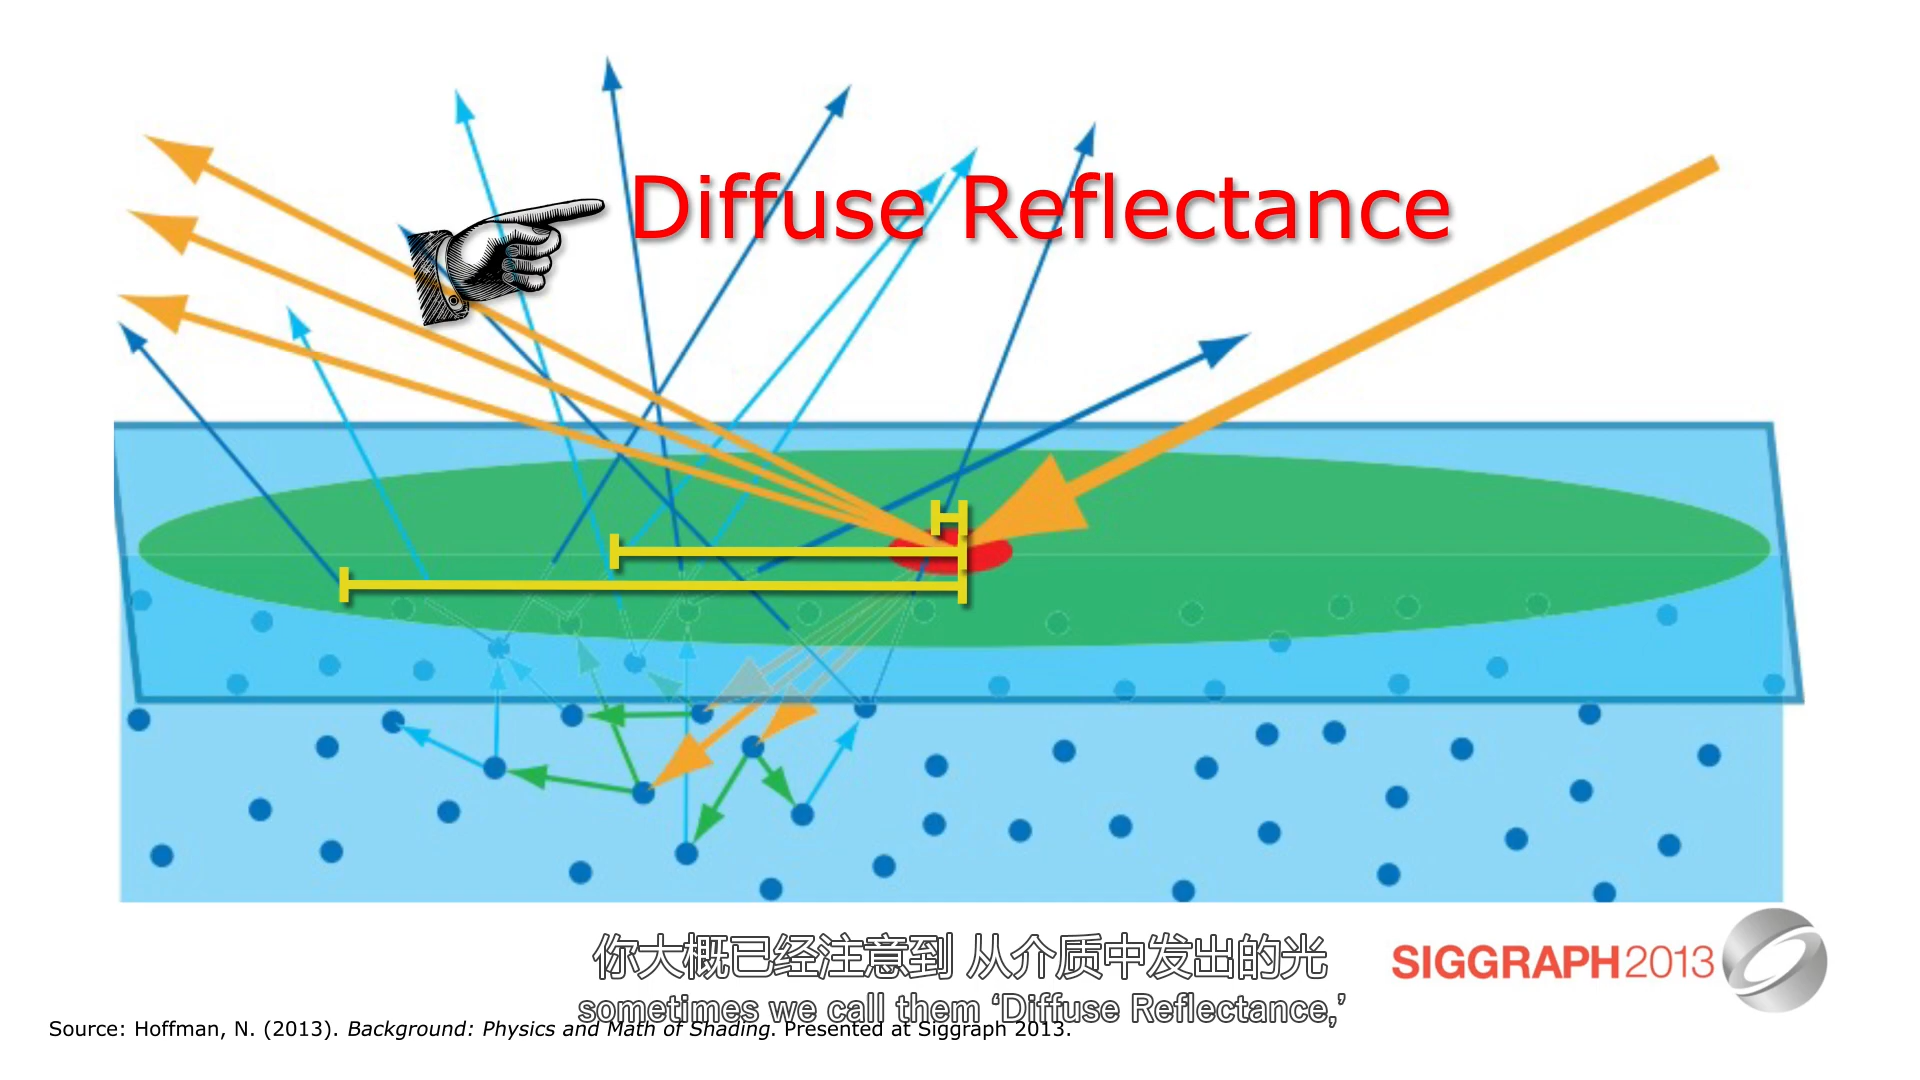 Diffuse Reflectance
你大概已经注意到 从介质中发出的光
SIGGRAPH2013
sometimes we call them ‘Diffuse Reflectance,’
Source: Hoffman, N. (2013). Background: Physics and Math of Shading. Presented at Siggraph 2013.